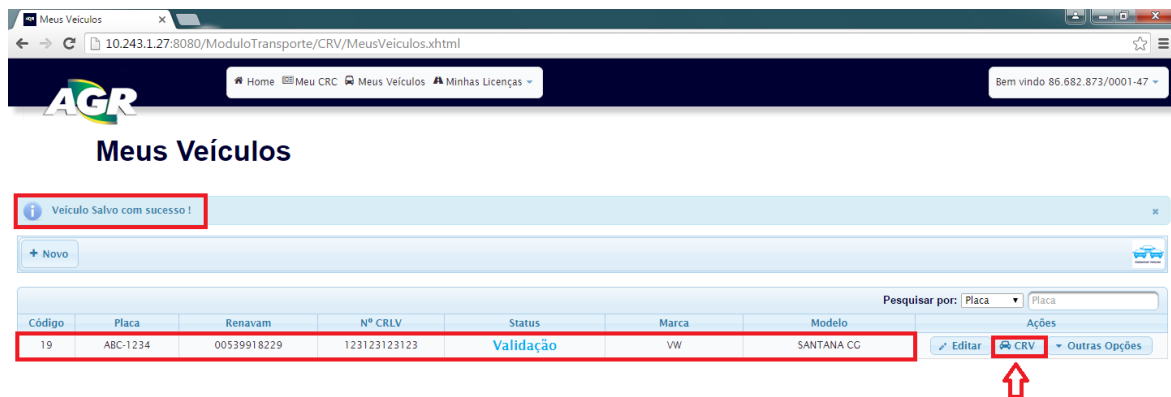 Meus Veículos
10.243.1.27:8080/ModuloTransporte/CRV/MeusVeiculos.xhtml
AGR
Home Meu CRC Meus Veículos Minhas Licenças
Bem vindo 86.682.873/0001-47
Meus Veículos
Veículo Salvo com sucesso !
+ Novo
Pesquisar por: Placa Placa
Código Placa Renavam Nº CRLV Status Marca Modelo Ações
19 ABC-1234 00539918229 123123123123 Validação VW SANTANA CG Editar CRV Outras Opções